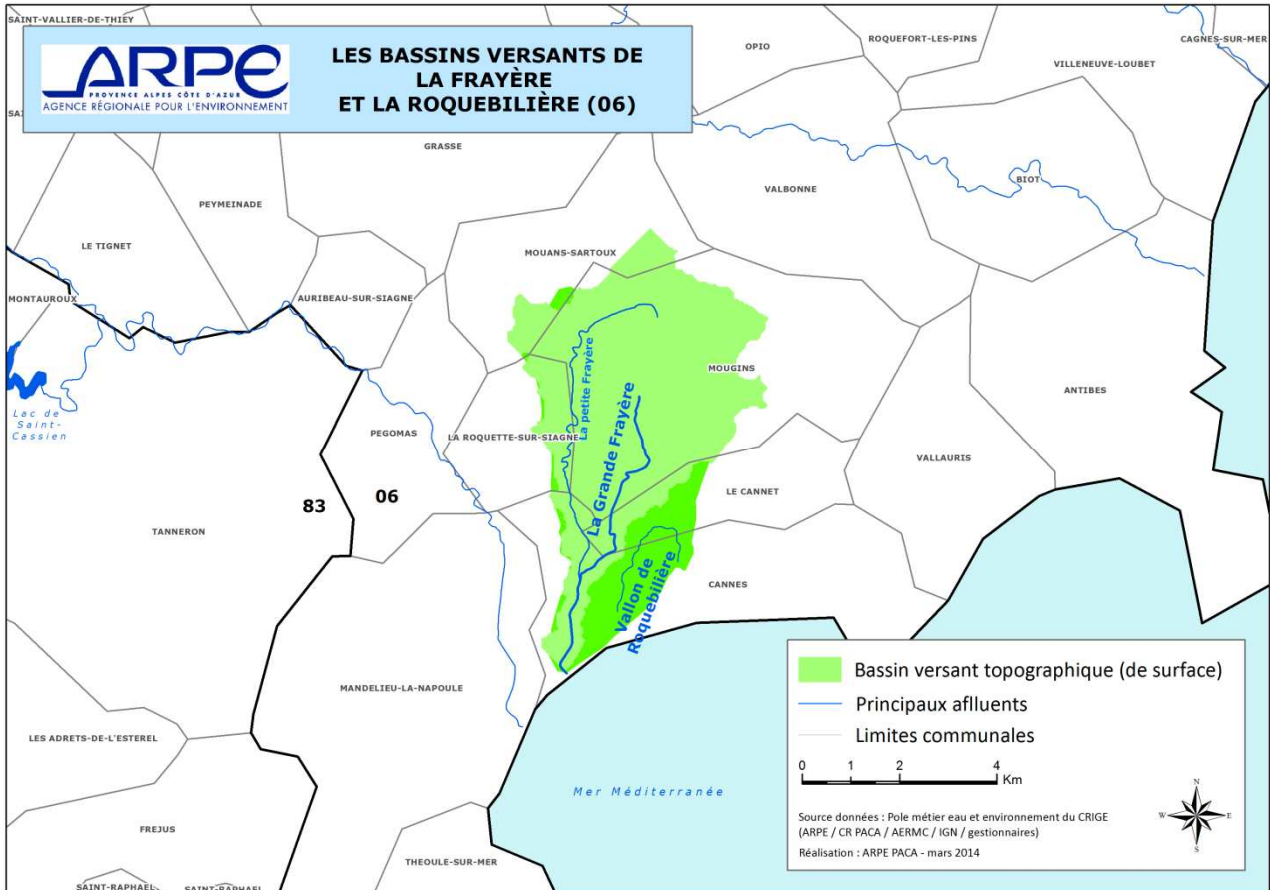 SAINT-VALLIER-DE-THIEY
ARPE
PROVENCE ALPES CÔTE D'AZUR
AGENCE RÉGIONALE POUR L'ENVIRONNEMENT
LES BASSINS VERSANTS DE
LA FRAYÈRE
ET LA ROQUEBILIÈRE (06)
OPIO
ROQUEFORT-LES-PINS
CAGNES-SUR-MER
VILLENEUVE-LOUBET
GRASSE
VALBONNE
BIOT
PEYMEINADE
LE TIGNET
MOUANS-SARTOUX
MONTAUROUX
AURIBEAU-SUR-SIAGNE
MOUGINS
ANTIBES
Lac de
Saint-
Cassien
La petite Frayère
La Grande Frayère
PEGOMAS
LA ROQUETTE-SUR-SIAGNE
VALLAURIS
LE CANNET
83
06
TANNERON
CANNES
Vallon de
Roquebilière
MANDELIEU-LA-NAPOULE
LES ADRETS-DE-L'ESTEREL
Mer Méditerranée
FREJUS
THEOULE-SUR-MER
SAINT-RAPHAEL
SAINT-RAPHAEL
Bassin versant topographique (de surface)
Principaux aflluents
Limites communales
0 1 2 4
Km
Source données : Pole métier eau et environnement du CRIGE
(ARPE / CR PACA / AERMC / IGN / gestionnaires)
Réalisation : ARPE PACA - mars 2014
N
W E
S